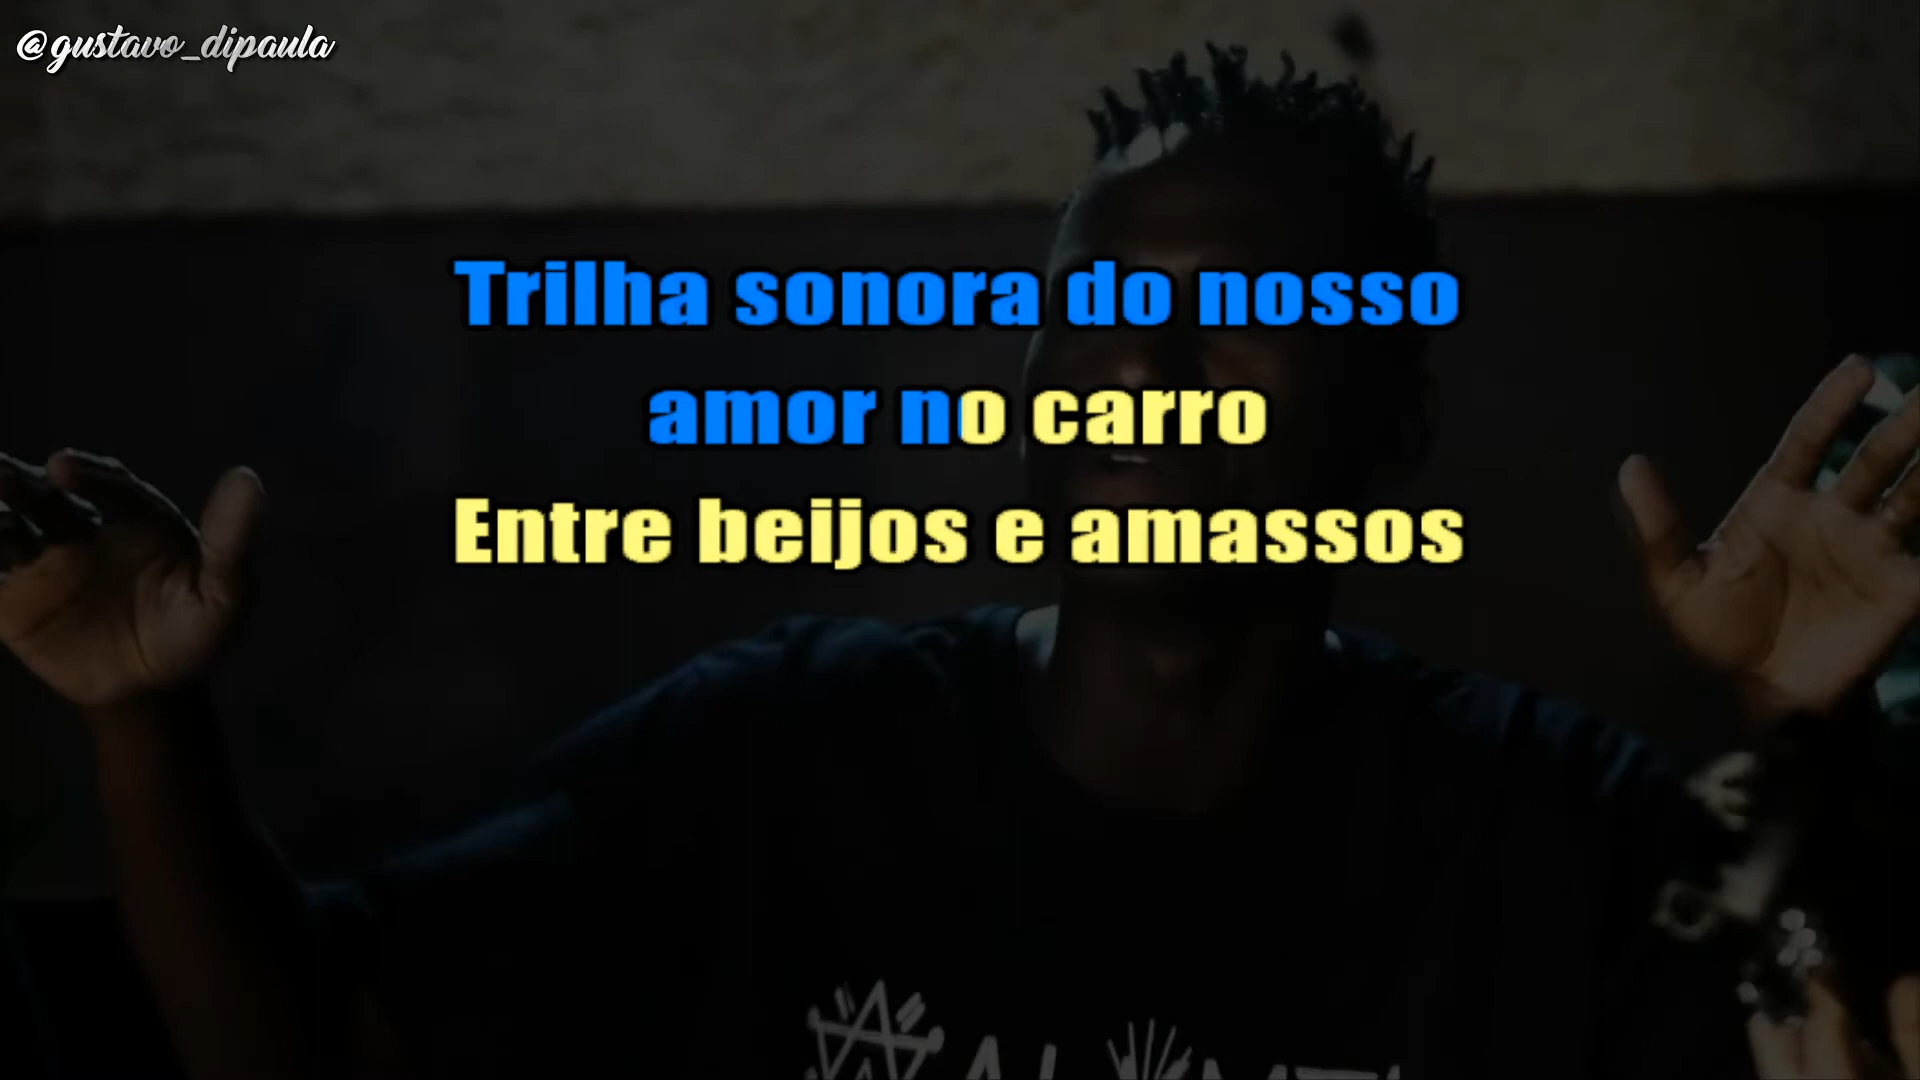 @gustavo_dipaula
Trilha sonora do nosso
amor no carro
Entre beijos e amassos